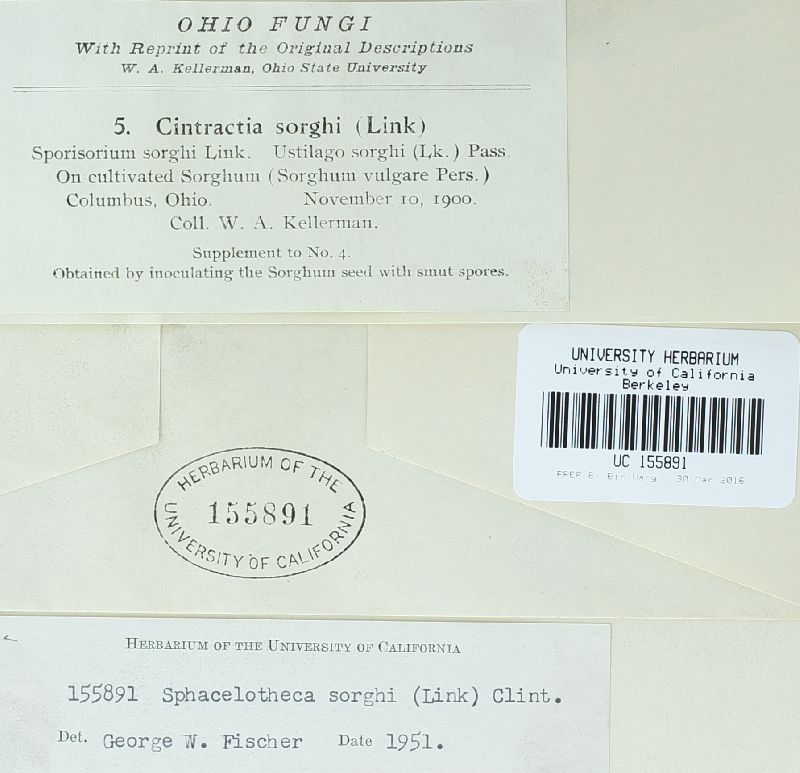 OHIO FUNGI
With Reprint of the Original Descriptions
W. A. Kellerman, Ohio State University
5. Cintractia sorghi (Link)
Sporisorium sorghi Link. Ustilago sorghi (Lk.) Pass.
On cultivated Sorghum (Sorghum vulgare Pers.)
Columbus, Ohio. November 10, 1900.
Coll. W. A. Kellerman.
Supplement to No. 4.
Obtained by inoculating the Sorghum seed with smut spores.
UNIVERSITY HERBARIUM
University of California
Berkeley
UC 155891
30 Mar 2016
HERBARIUM OF THE
155891
UNIVERSITY OF CALIFORNIA
HERBARIUM OF THE UNIVERSITY OF CALIFORNIA
155891 Sphacelotheca sorghi (Link) Clint.
Det. George W. Fischer Date 1951.